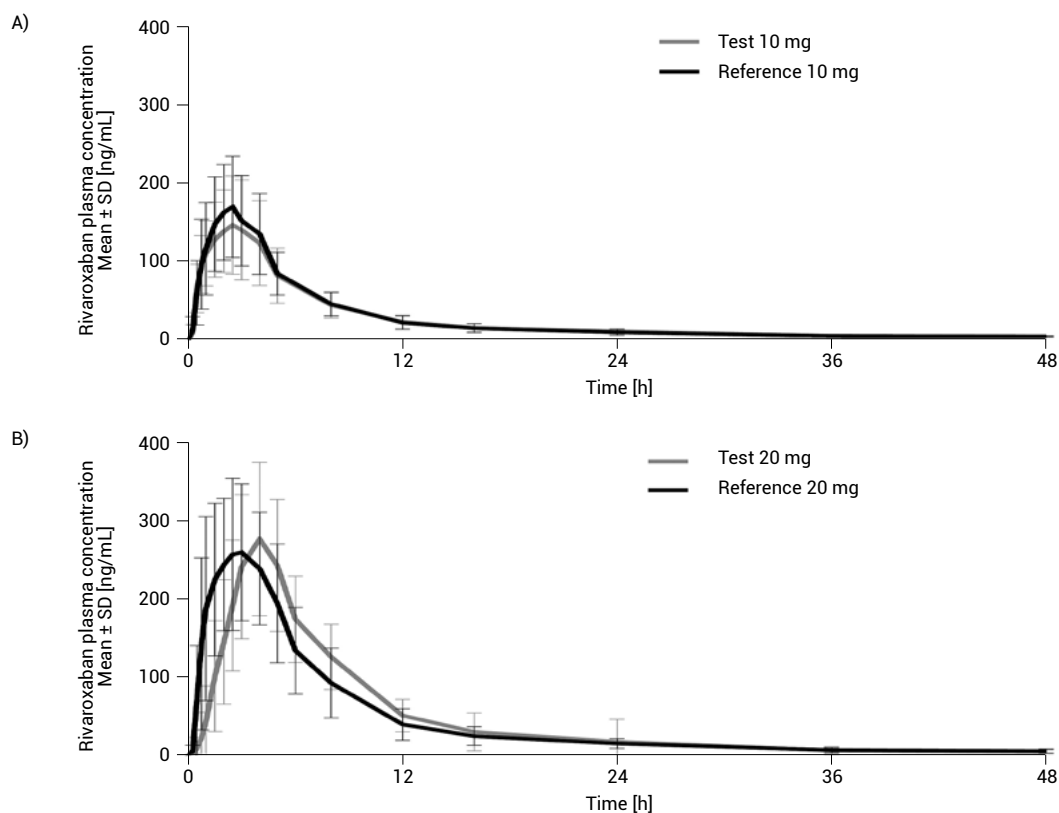 A)
Rivaroxaban plasma concentration
Mean ± SD [ng/mL]
400
300
200
100
0
Test 10 mg
Reference 10 mg
0
12
24
36
48
Time [h]
B)
Rivaroxaban plasma concentration
Mean ± SD [ng/mL]
400
300
200
100
0
Test 20 mg
Reference 20 mg
0
12
24
36
48
Time [h]